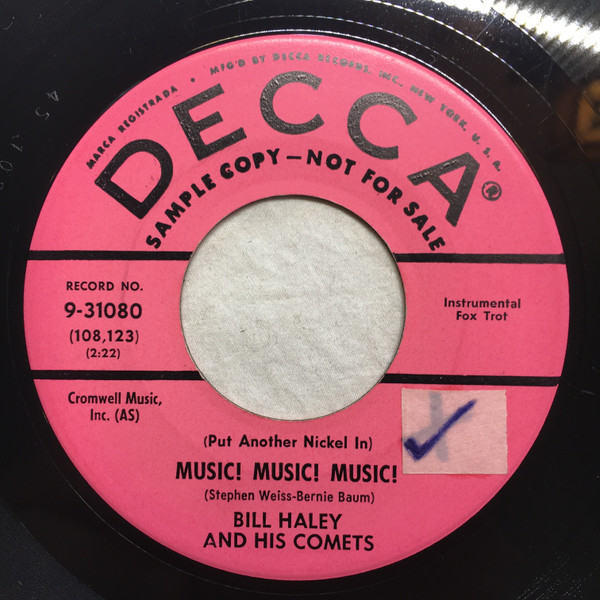 MARCA REGISTRADA • MFG'D BY DECCA RECORDS, INC., NEW YORK, U.S.A.
DECCA®
SAMPLE COPY—NOT FOR SALE
RECORD NO.
9-31080
(108,123)
(2:22)
Instrumental
Fox Trot
Cromwell Music,
Inc. (AS)
(Put Another Nickel In)
MUSIC! MUSIC! MUSIC!
(Stephen Weiss-Bernie Baum)
BILL HALEY
AND HIS COMETS